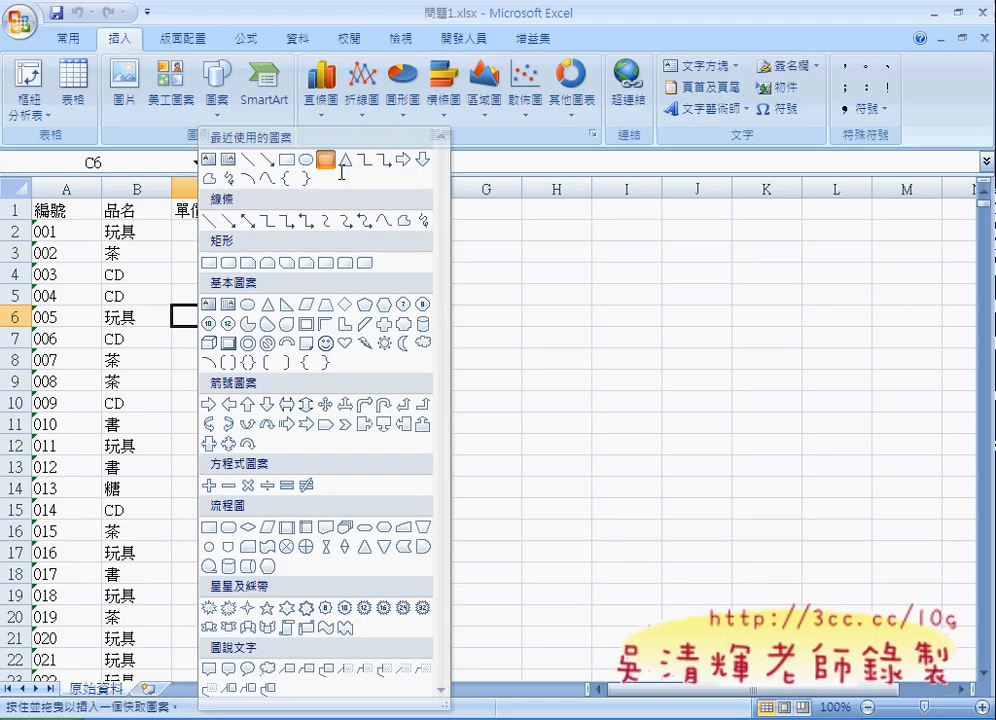 問題1.xlsx - Microsoft Excel
常用 插入 版面配置 公式 資料 校閱 檢視 開發人員 增益集
樞紐分析表 表格 圖片 美工圖案 圖案 SmartArt 直條圖 折線圖 圓形圖 橫條圖 區域圖 散佈圖 其他圖表 超連結 文字方塊 頁首及頁尾 文字藝術師 簽名欄 物件 符號 符號
表格 連結 文字 特殊符號
C6
最近使用的圖案
線條
矩形
基本圖案
箭號圖案
方程式圖案
流程圖
星星及綵帶
圖說文字
A B G H I J K L M
1 編號 品名
2 001 玩具
3 002 茶
4 003 CD
5 004 CD
6 005 玩具
7 006 CD
8 007 茶
9 008 茶
10 009 CD
11 010 書
12 011 玩具
13 012 書
14 013 糖
15 014 CD
16 015 茶
17 016 玩具
18 017 書
19 018 玩具
20 019 茶
21 020 玩具
22 021 玩具
http://3cc.cc/10g
吳清輝老師錄製
原始資料
按住並拖曳以插入一個快取圖案。
100%